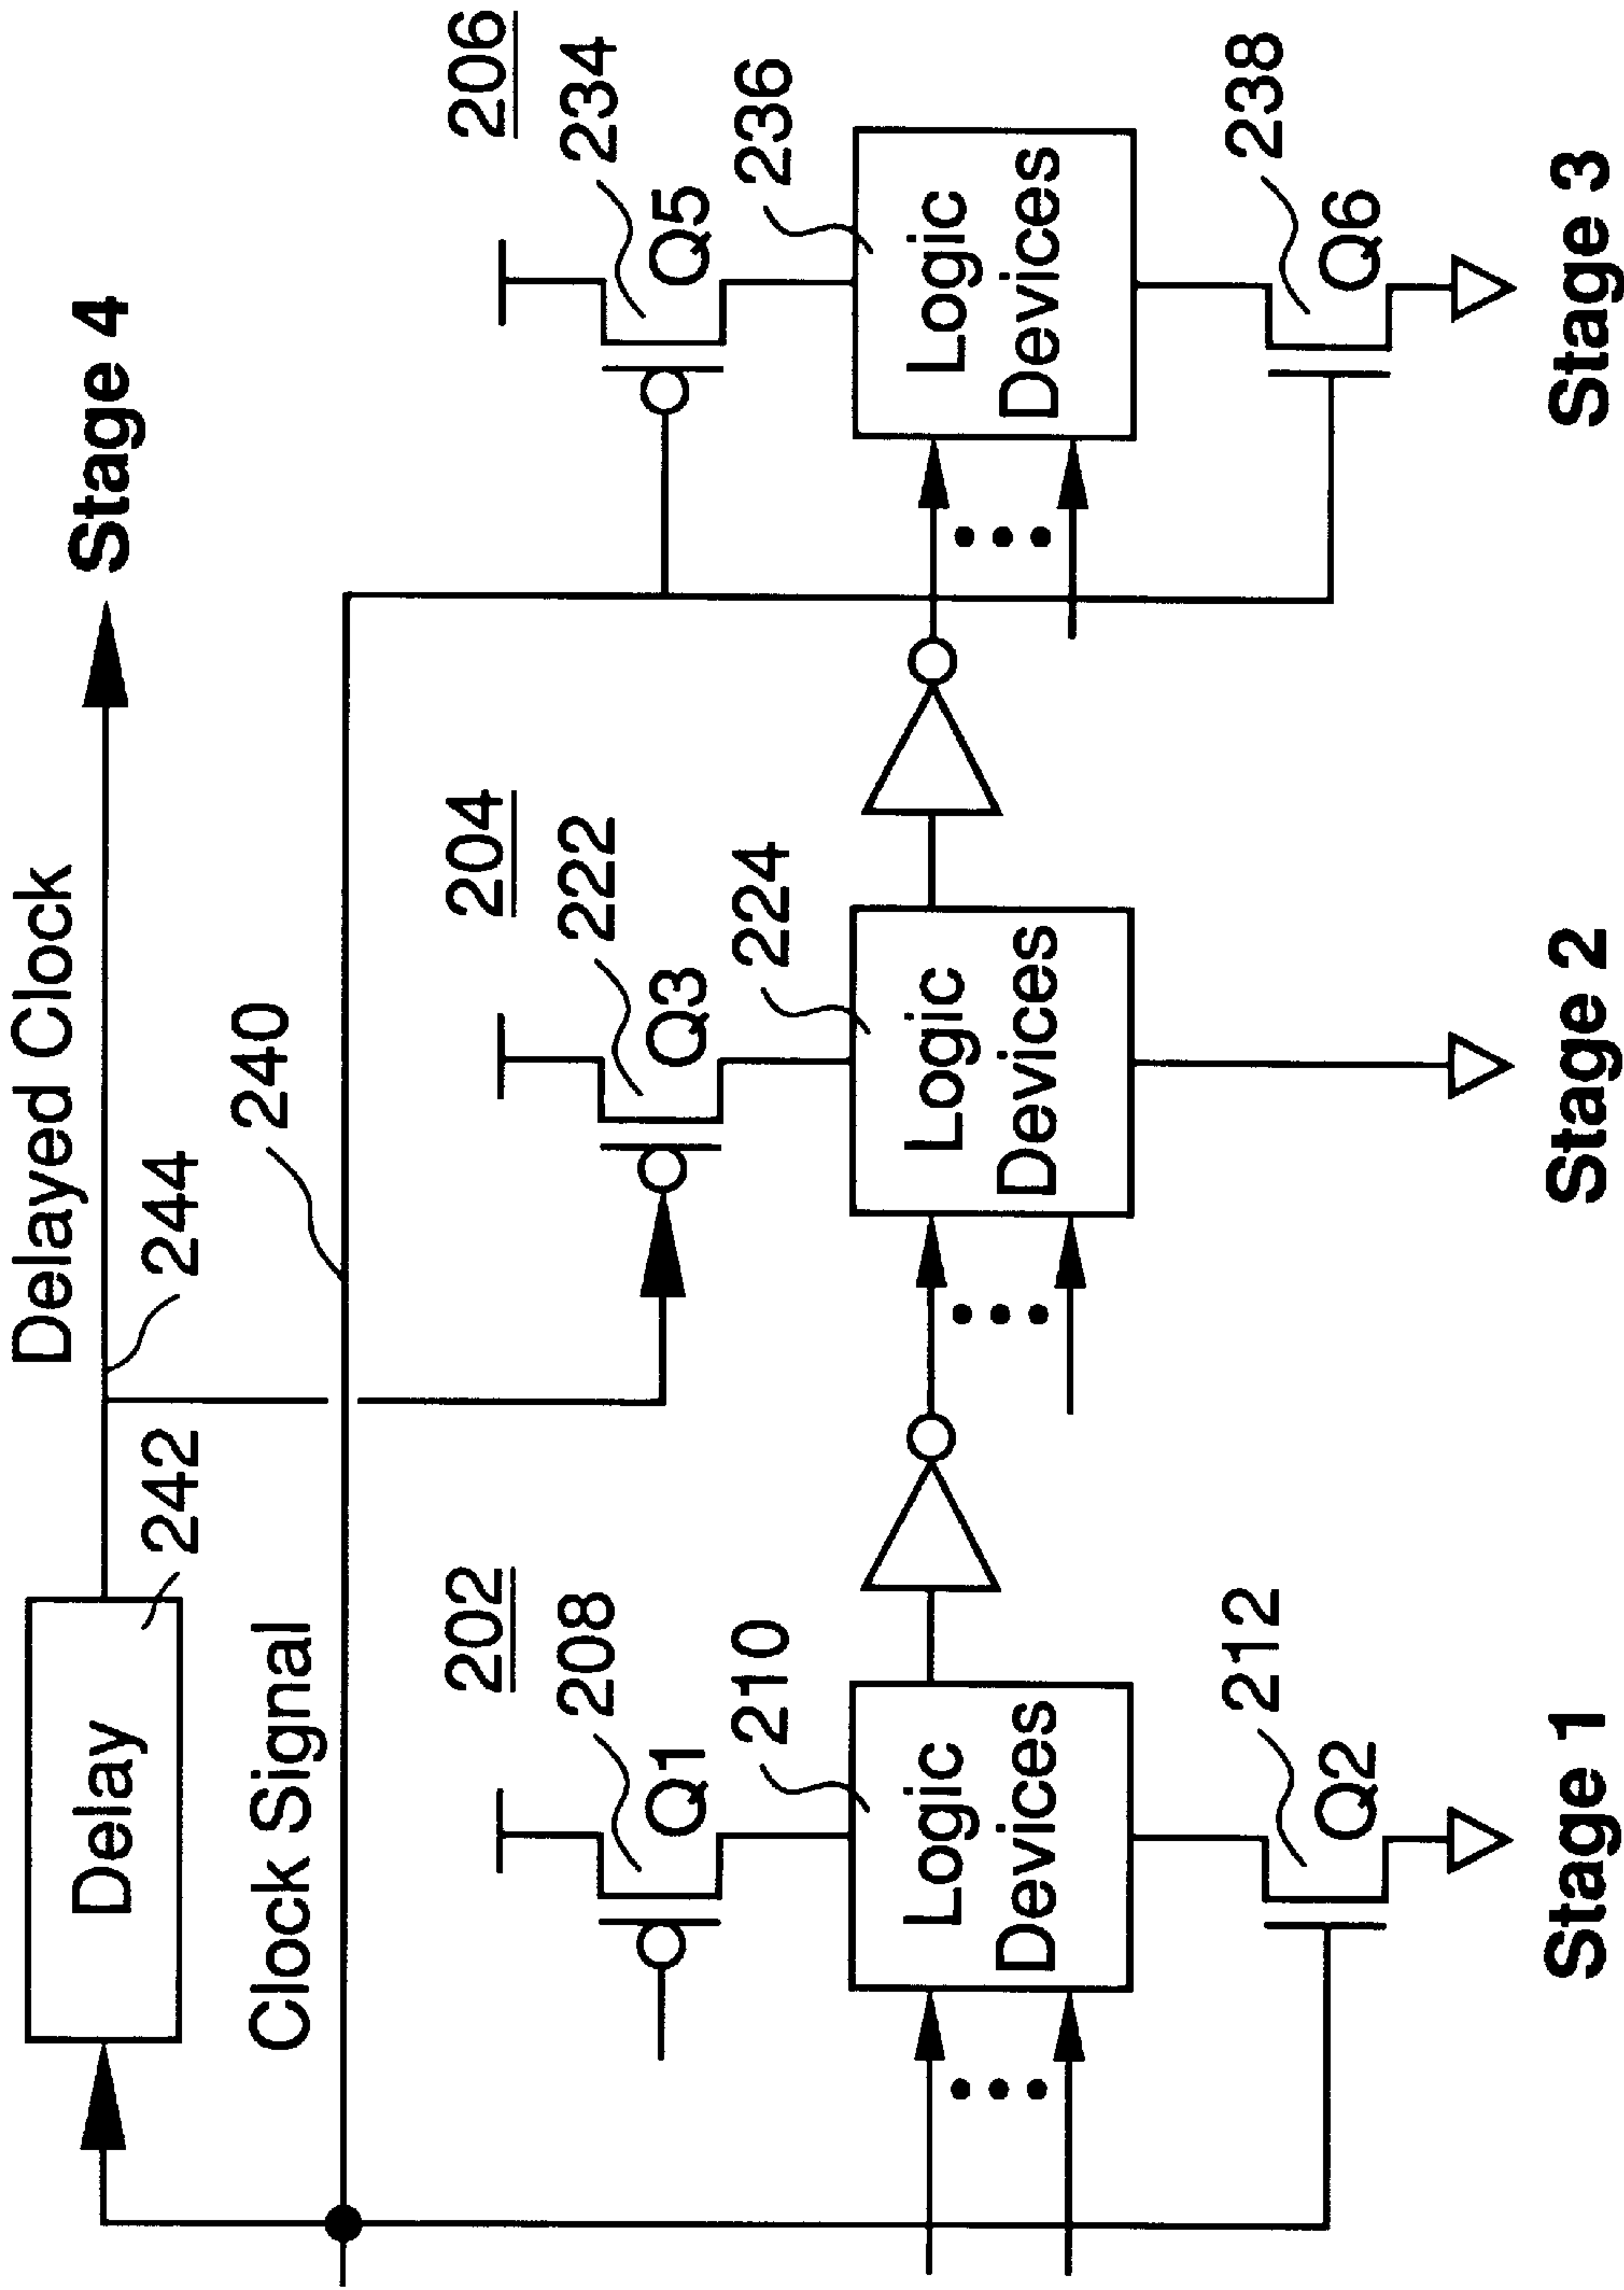 Delayed Clock
Stage 4
Delay
242
244
Clock Signal
240
202
204
206
208
222
234
Q1
Q3
Q5
210
224
236
Logic
Devices
Logic
Devices
Logic
Devices
212
238
Q2
Q6
Stage 1
Stage 2
Stage 3